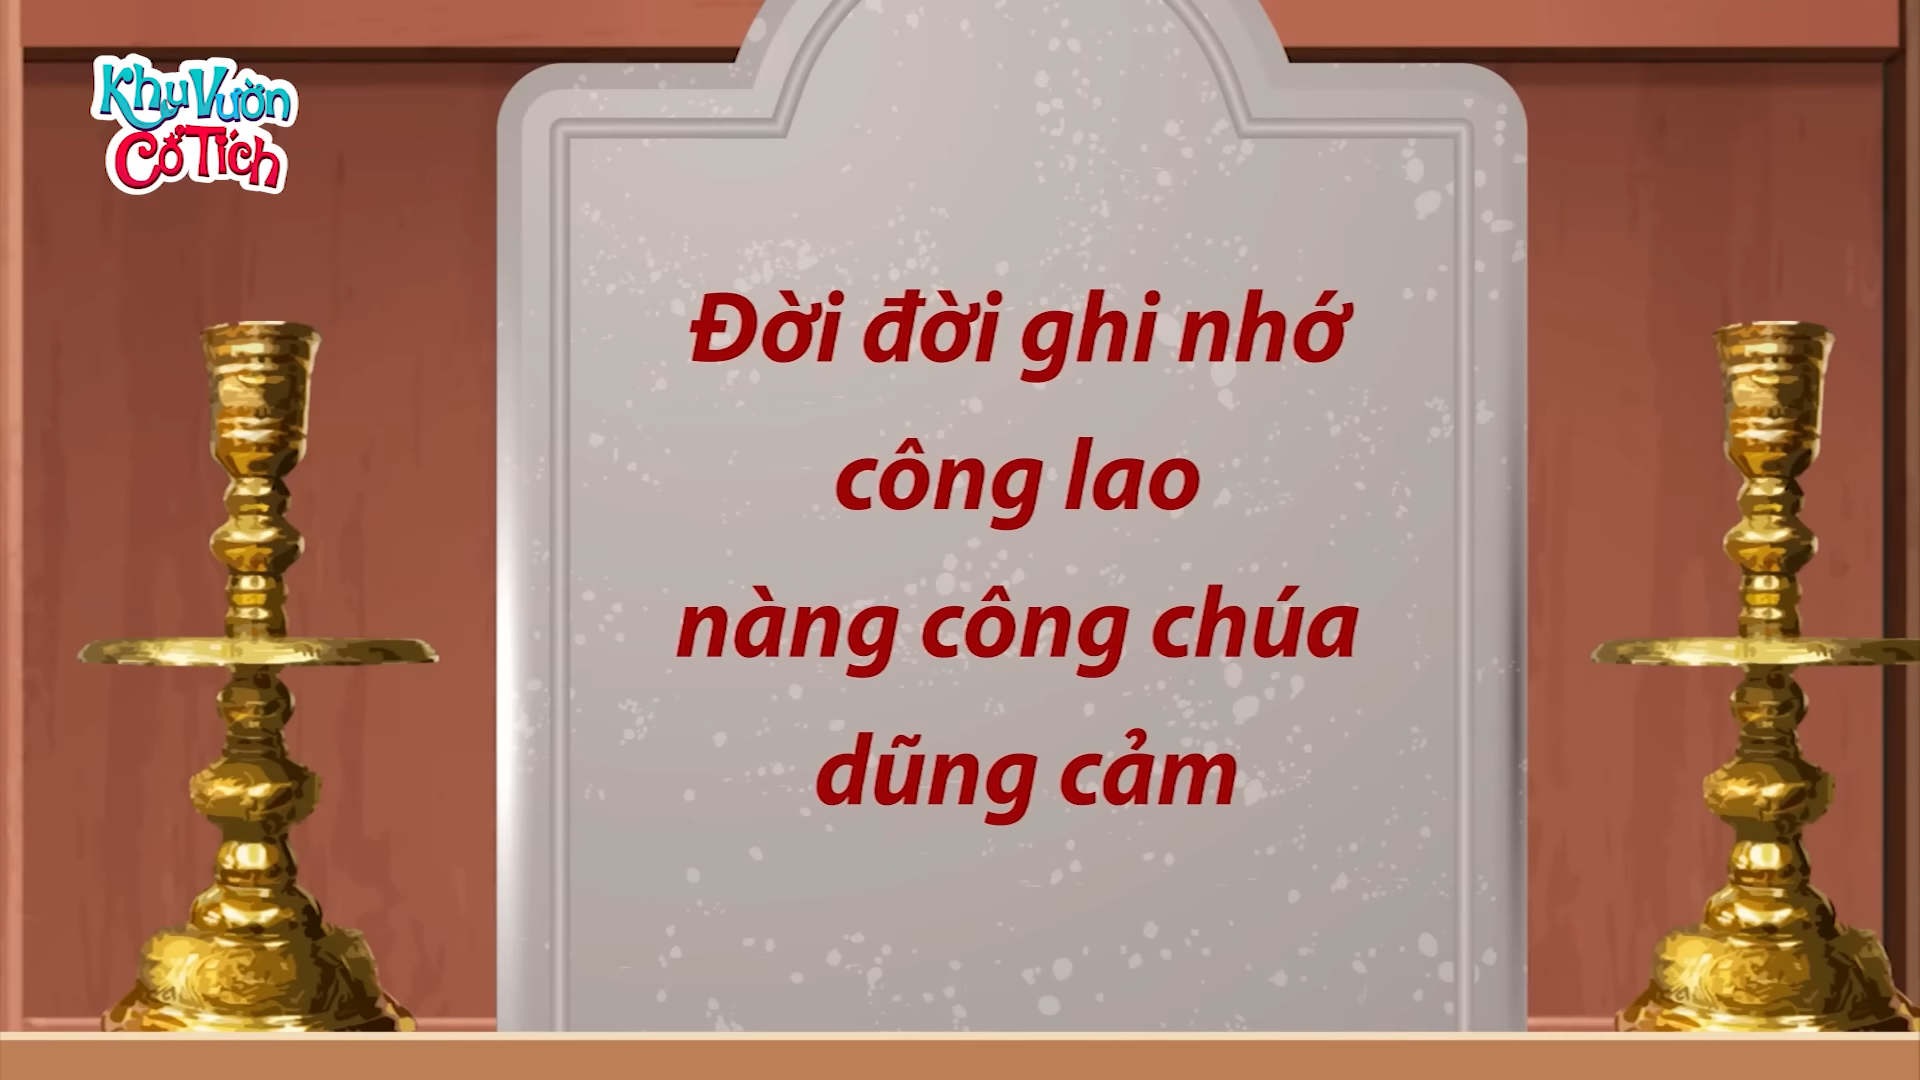 Khu Vườn
Cổ Tích
Đời đời ghi nhớ
công lao
nàng công chúa
dũng cảm